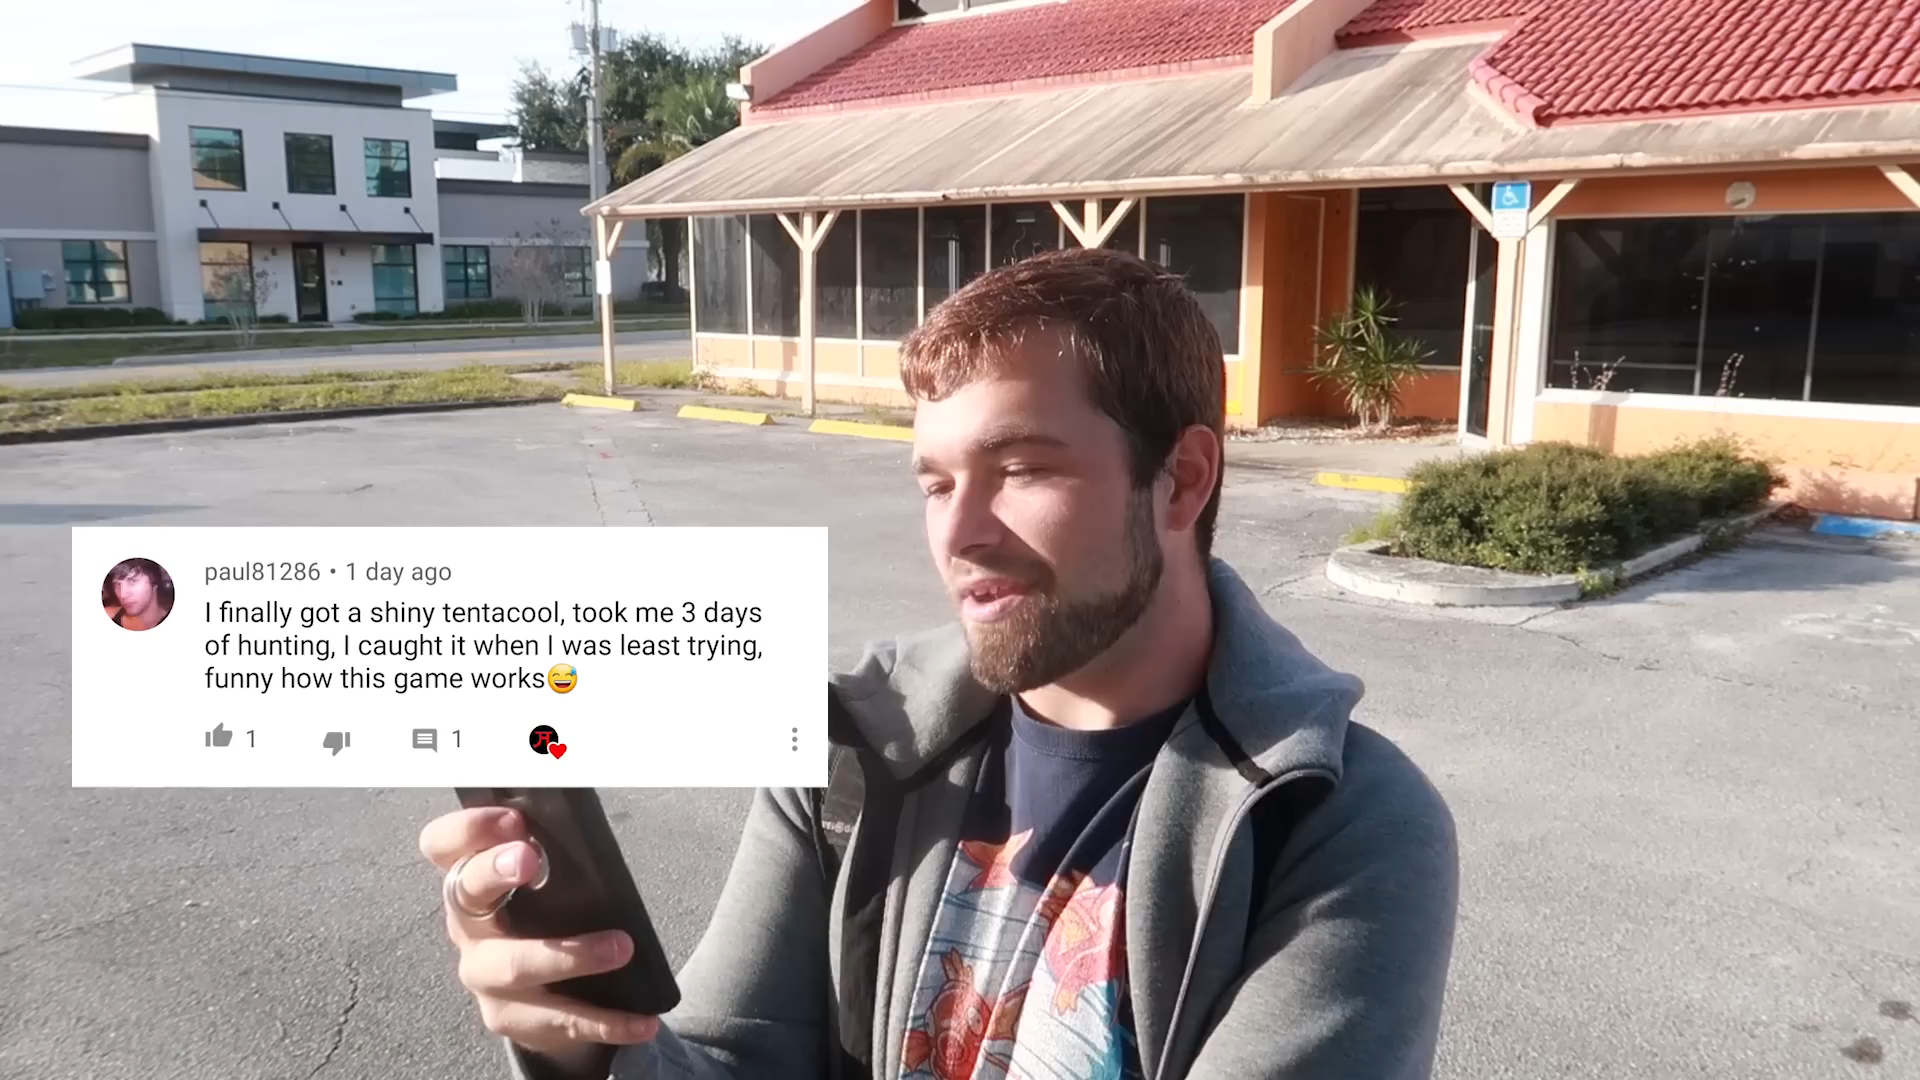 paul81286 • 1 day ago
I finally got a shiny tentacool, took me 3 days
of hunting, I caught it when I was least trying,
funny how this game works😅
1
1